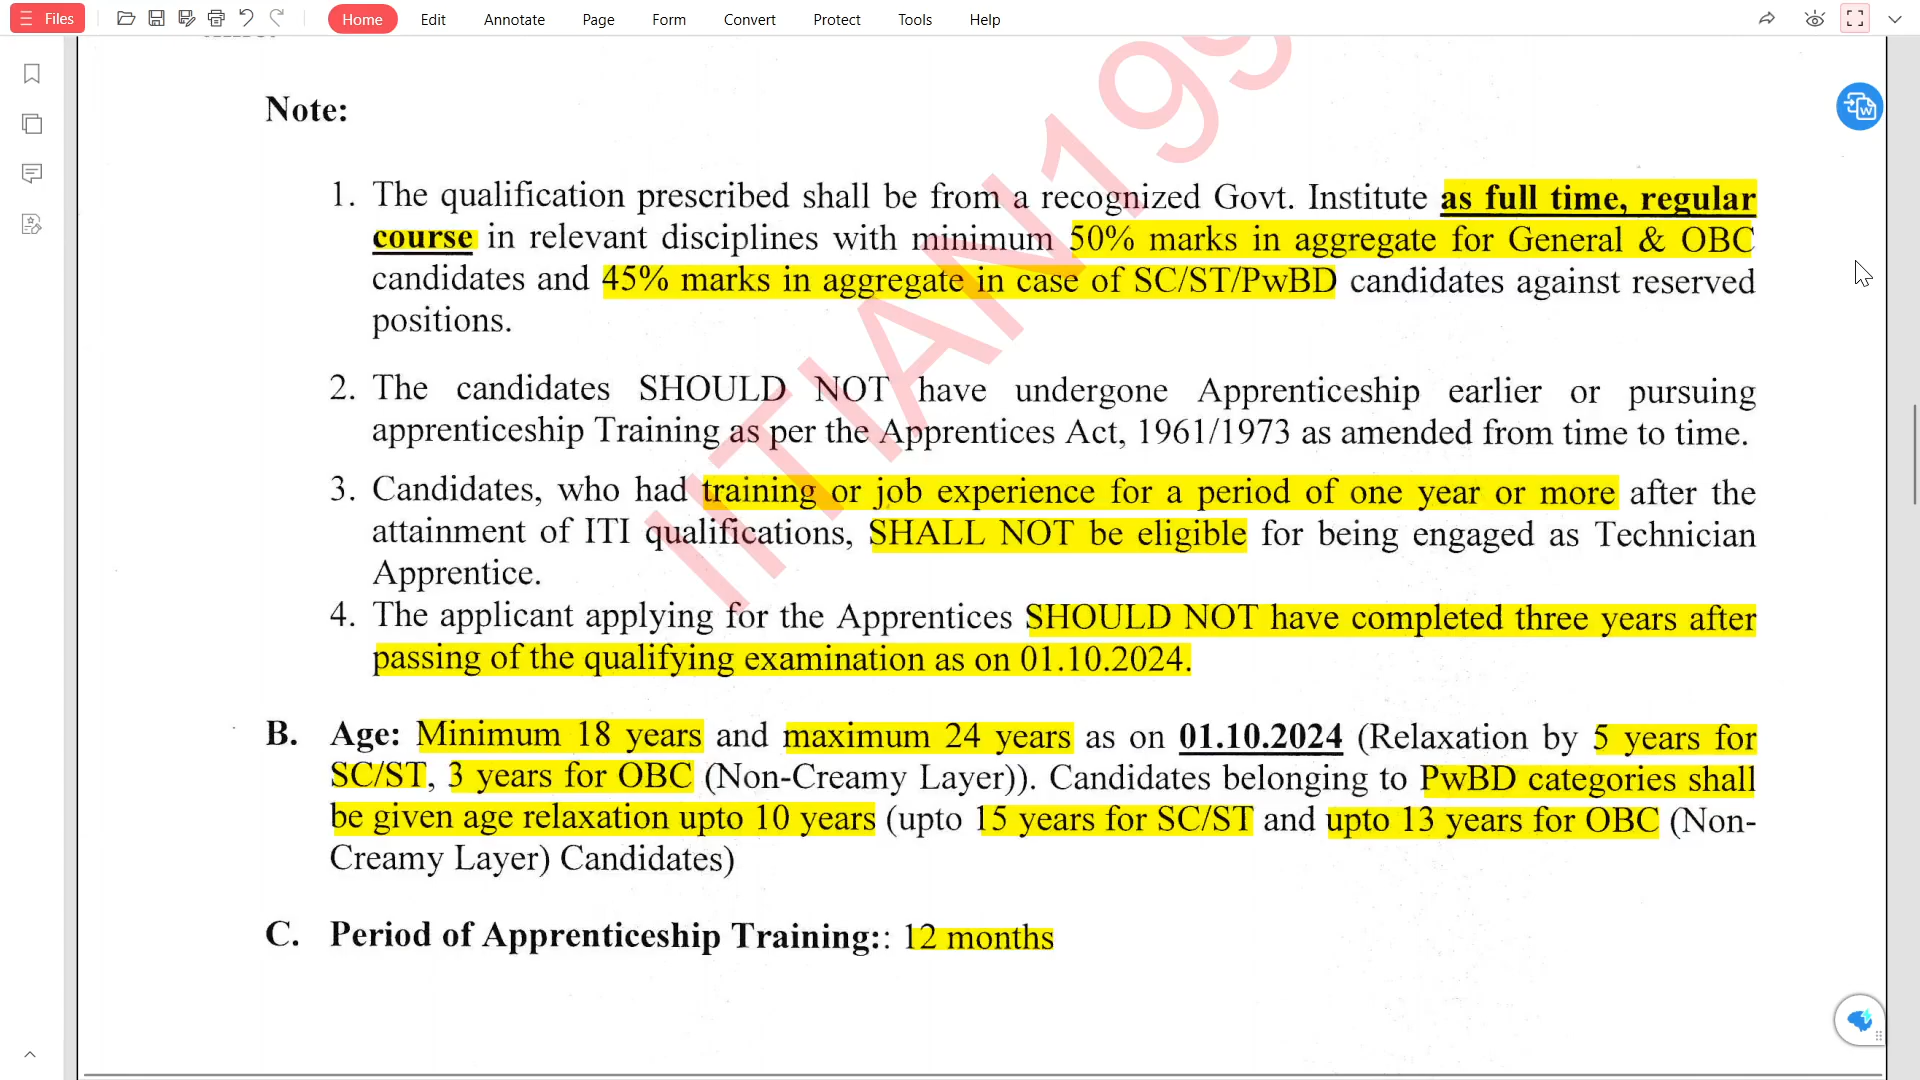 Files
Home Edit Annotate Page Form Convert Protect Tools Help
Note:
1. The qualification prescribed shall be from a recognized Govt. Institute as full time, regular
course in relevant disciplines with minimum 50% marks in aggregate for General & OBC
candidates and 45% marks in aggregate in case of SC/ST/PwBD candidates against reserved
positions.
2. The candidates SHOULD NOT have undergone Apprenticeship earlier or pursuing
apprenticeship Training as per the Apprentices Act, 1961/1973 as amended from time to time.
3. Candidates, who had training or job experience for a period of one year or more after the
attainment of ITI qualifications, SHALL NOT be eligible for being engaged as Technician
Apprentice.
4. The applicant applying for the Apprentices SHOULD NOT have completed three years after
passing of the qualifying examination as on 01.10.2024.
B. Age: Minimum 18 years and maximum 24 years as on 01.10.2024 (Relaxation by 5 years for
SC/ST, 3 years for OBC (Non-Creamy Layer)). Candidates belonging to PwBD categories shall
be given age relaxation upto 10 years (upto 15 years for SC/ST and upto 13 years for OBC (Non-
Creamy Layer) Candidates)
C. Period of Apprenticeship Training:: 12 months
IITIAN199